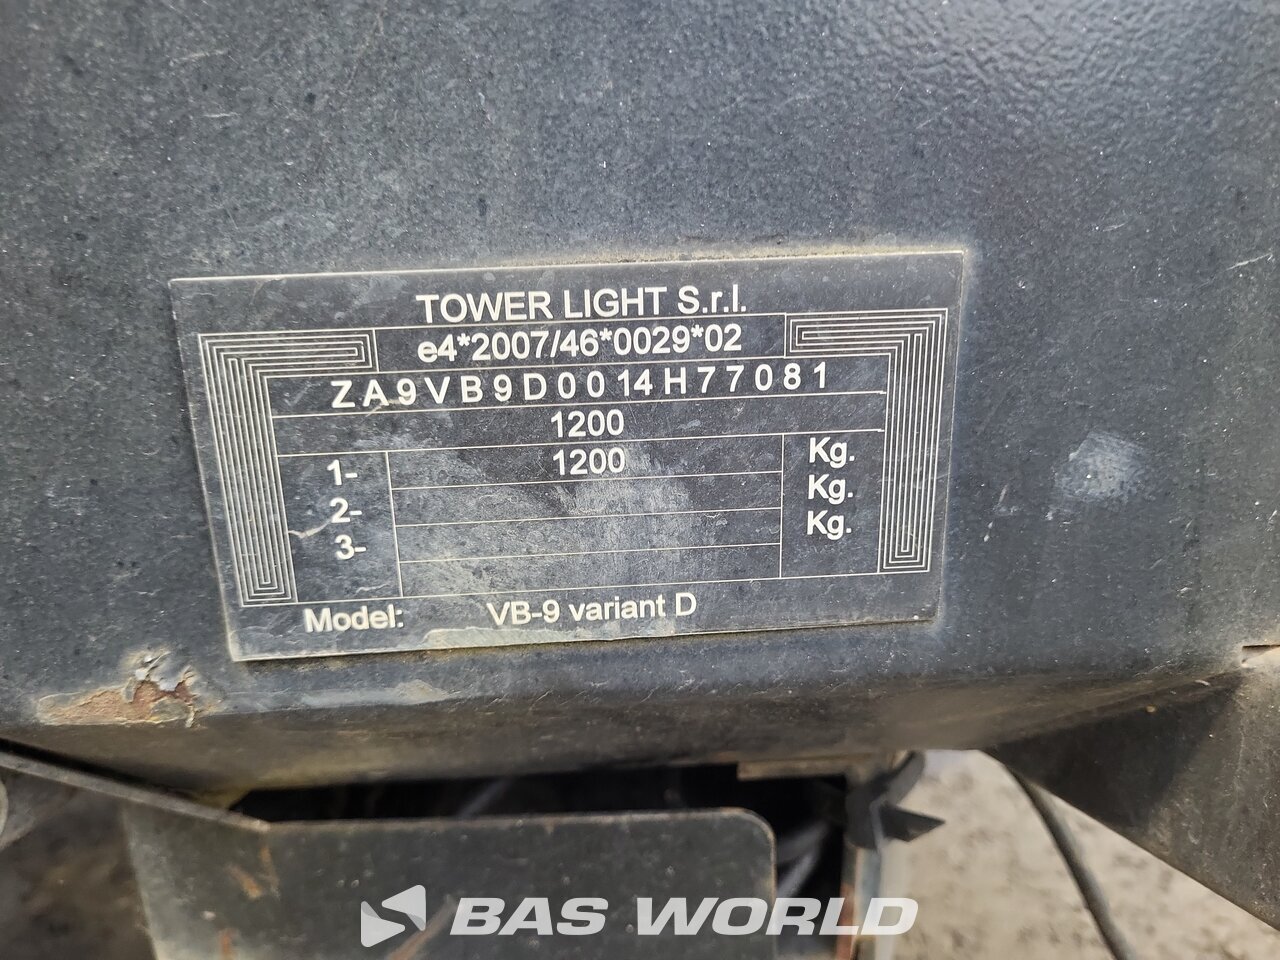 TOWER LIGHT S.r.l.
e4*2007/46*0029*02
ZA9VB9D0014H77081
1200
1- 1200 Kg.
2- Kg.
3- Kg.
Model: VB-9 variant D
BAS WORLD